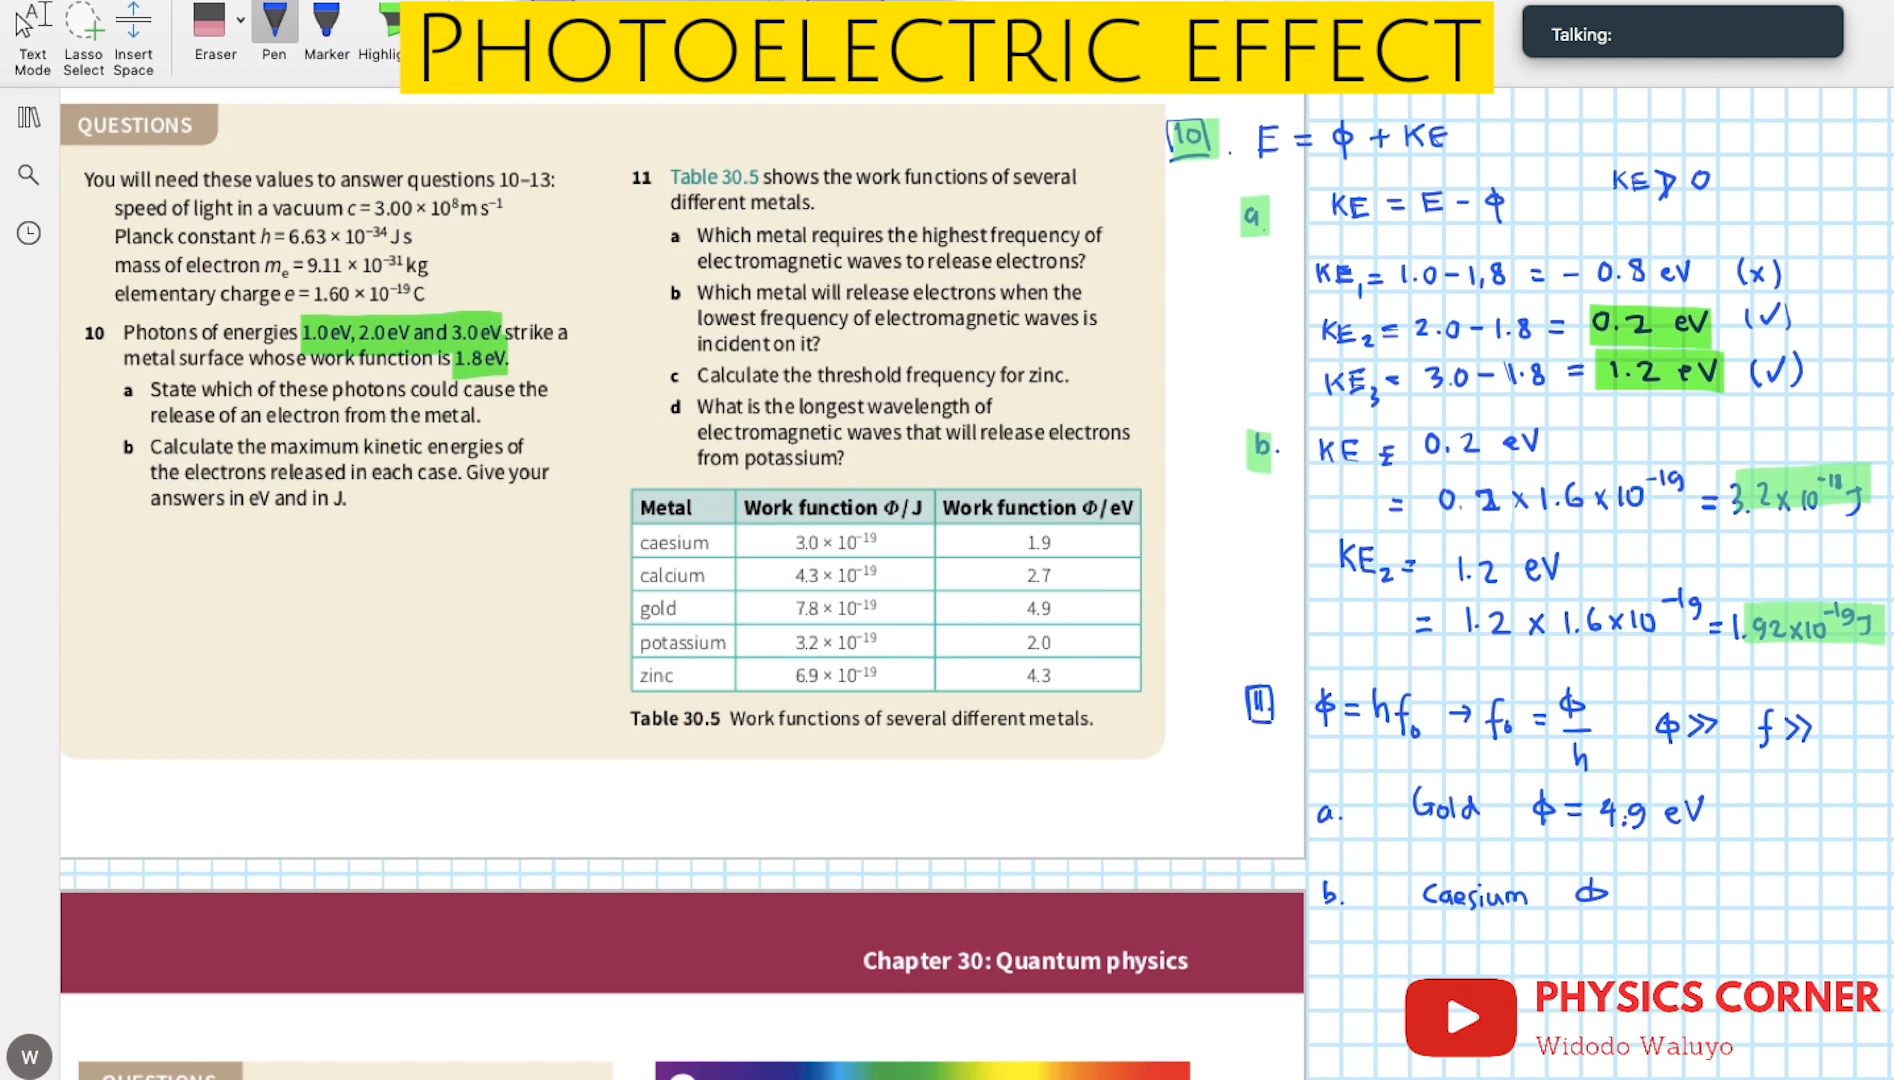 PHOTOELECTRIC EFFECT
Talking:
Text Mode
Lasso Select
Insert Space
Eraser
Pen
Marker
QUESTIONS
You will need these values to answer questions 10–13:
speed of light in a vacuum c = 3.00 × 10⁸ m s⁻¹
Planck constant h = 6.63 × 10⁻³⁴ J s
mass of electron mₑ = 9.11 × 10⁻³¹ kg
elementary charge e = 1.60 × 10⁻¹⁹ C
10 Photons of energies 1.0 eV, 2.0 eV and 3.0 eV strike a
metal surface whose work function is 1.8 eV.
a State which of these photons could cause the
release of an electron from the metal.
b Calculate the maximum kinetic energies of
the electrons released in each case. Give your
answers in eV and in J.
11 Table 30.5 shows the work functions of several
different metals.
a Which metal requires the highest frequency of
electromagnetic waves to release electrons?
b Which metal will release electrons when the
lowest frequency of electromagnetic waves is
incident on it?
c Calculate the threshold frequency for zinc.
d What is the longest wavelength of
electromagnetic waves that will release electrons
from potassium?
Metal Work function Φ / J Work function Φ / eV
caesium 3.0 × 10⁻¹⁹ 1.9
calcium 4.3 × 10⁻¹⁹ 2.7
gold 7.8 × 10⁻¹⁹ 4.9
potassium 3.2 × 10⁻¹⁹ 2.0
zinc 6.9 × 10⁻¹⁹ 4.3
Table 30.5 Work functions of several different metals.
Chapter 30: Quantum physics
W
10. E = ϕ + KE
a. KE = E − ϕ
KE₁ = 1.0 − 1,8 = − 0.8 eV (x)
KE₂ = 2.0 − 1.8 = 0.2 eV (✓)
KE₃ = 3.0 − 1.8 = 1.2 eV (✓)
b. KE = 0.2 eV
= 0.2 × 1.6 × 10⁻¹⁹ = 3.2 × 10⁻¹⁸ J
KE₂ = 1.2 eV
= 1.2 × 1.6 × 10⁻¹⁹ = 1.92 × 10⁻¹⁹ J
11. ϕ = hf₀ → f₀ = ϕ/h ϕ >> f >>
a. Gold ϕ = 4.9 eV
b. Caesium ϕ
PHYSICS CORNER
Widodo Waluyo